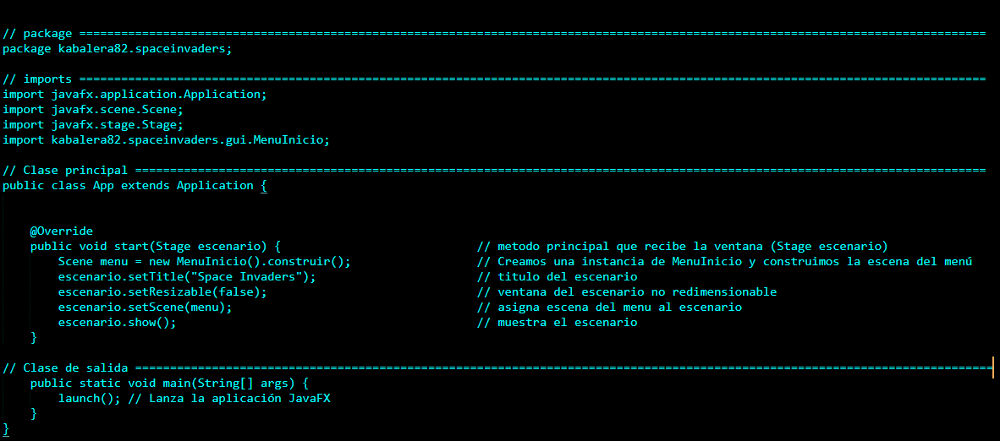 // package ==================================================================================================================================
package kabalera82.spaceinvaders;
// imports ==================================================================================================================================
import javafx.application.Application;
import javafx.scene.Scene;
import javafx.stage.Stage;
import kabalera82.spaceinvaders.gui.MenuInicio;
// Clase principal ==========================================================================================================================
public class App extends Application {
@Override
public void start(Stage escenario) { // metodo principal que recibe la ventana (Stage escenario)
Scene menu = new MenuInicio().construir(); // Creamos una instancia de MenuInicio y construimos la escena del menú
escenario.setTitle("Space Invaders"); // titulo del escenario
escenario.setResizable(false); // ventana del escenario no redimensionable
escenario.setScene(menu); // asigna escena del menu al escenario
escenario.show(); // muestra el escenario
}
// Clase de salida ===========================================================================================================================
public static void main(String[] args) {
launch(); // Lanza la aplicación JavaFX
}
}